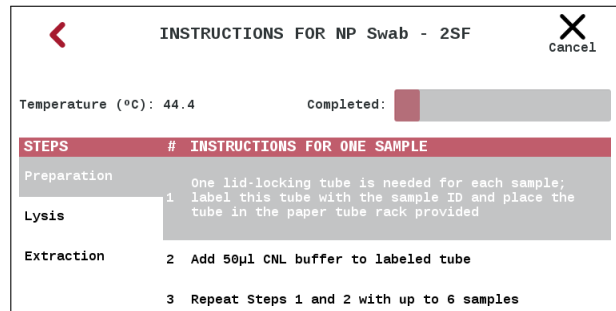 INSTRUCTIONS FOR NP Swab - 2SF
Cancel
Temperature (ºC): 44.4 Completed:
STEPS # INSTRUCTIONS FOR ONE SAMPLE
Preparation
1 One lid-locking tube is needed for each sample;
label this tube with the sample ID and place the
tube in the paper tube rack provided
Lysis
Extraction
2 Add 50µl CNL buffer to labeled tube
3 Repeat Steps 1 and 2 with up to 6 samples